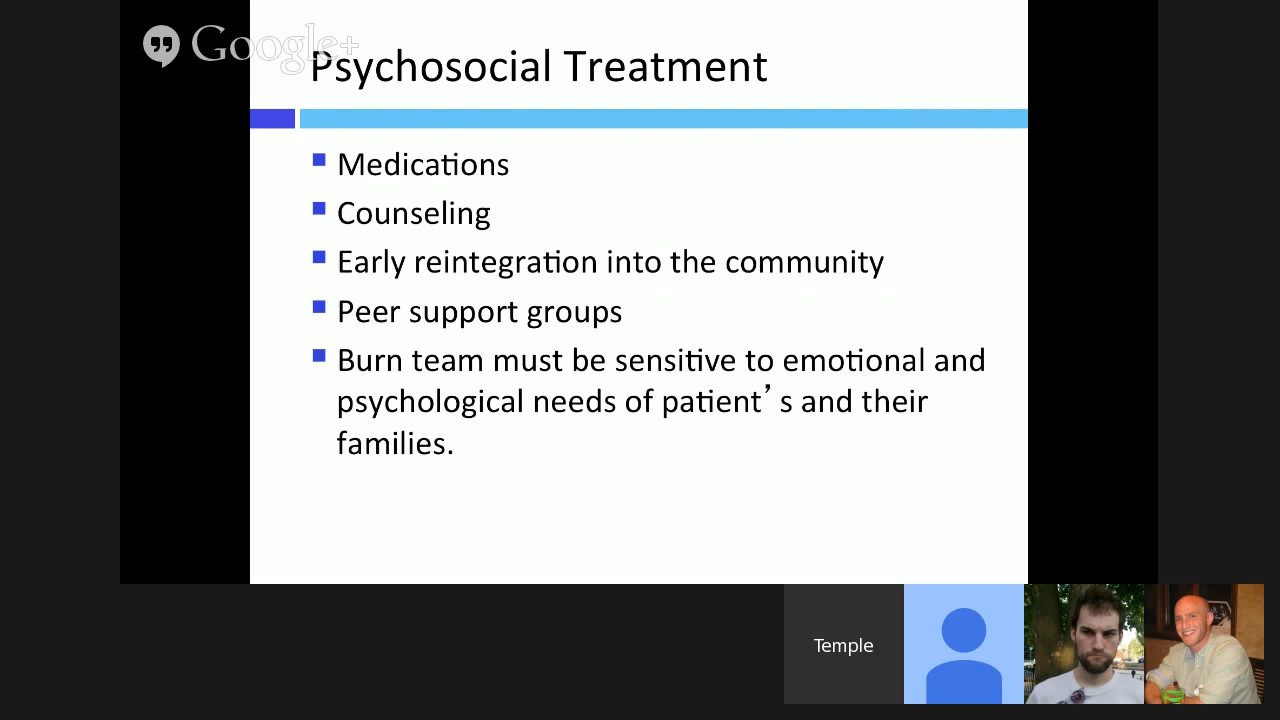 Google+
Psychosocial Treatment
Medications
Counseling
Early reintegration into the community
Peer support groups
Burn team must be sensitive to emotional and
psychological needs of patient’s and their
families.
Temple